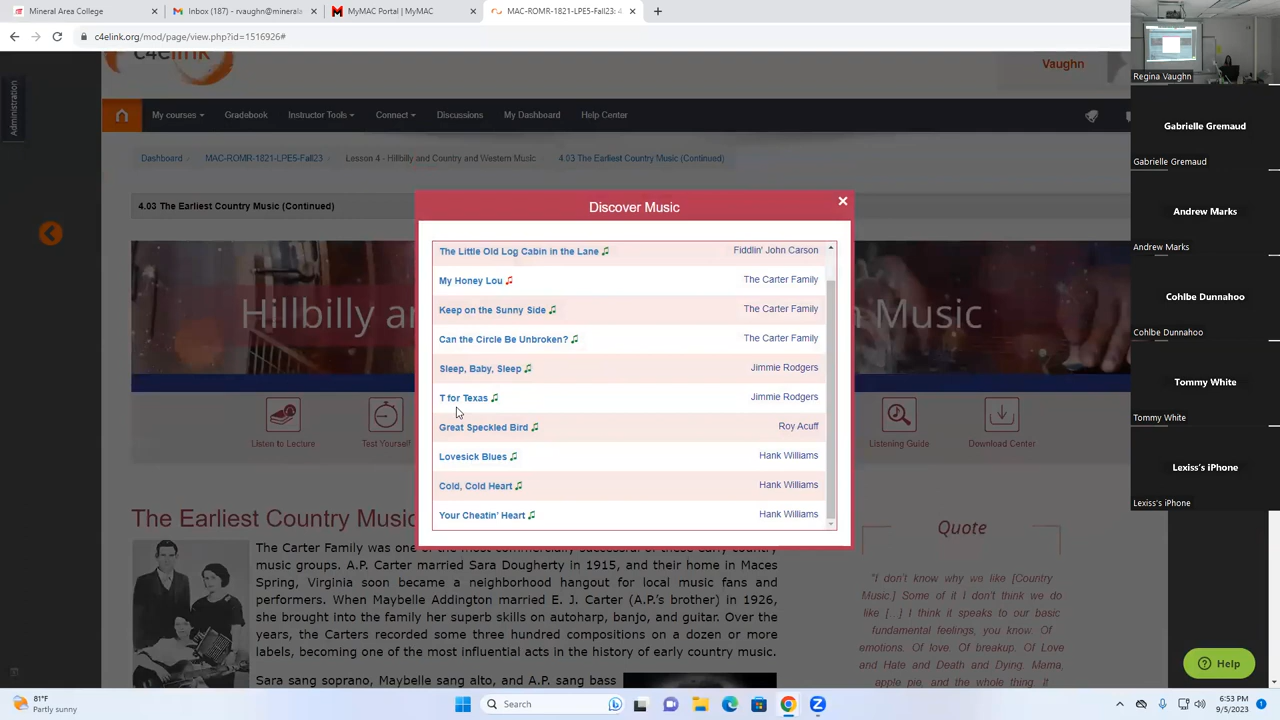 Mineral Area College
Inbox (187) - rvaughn@minerala
MyMAC Portal | MyMAC
MAC-ROMR-1821-LPE5-Fall23: 4.
c4elink.org/mod/page/view.php?id=1516926#
c4elink
Vaughn
Administration
My courses
Gradebook
Instructor Tools
Connect
Discussions
My Dashboard
Help Center
Dashboard
MAC-ROMR-1821-LPE5-Fall23
Lesson 4 - Hillbilly and Country and Western Music
4.03 The Earliest Country Music (Continued)
4.03 The Earliest Country Music (Continued)
Discover Music
The Little Old Log Cabin in the Lane Fiddlin' John Carson
My Honey Lou The Carter Family
Keep on the Sunny Side The Carter Family
Can the Circle Be Unbroken? The Carter Family
Sleep, Baby, Sleep Jimmie Rodgers
T for Texas Jimmie Rodgers
Great Speckled Bird Roy Acuff
Lovesick Blues Hank Williams
Cold, Cold Heart Hank Williams
Your Cheatin' Heart Hank Williams
Hillbilly an
Music
Listen to Lecture
Test Yourself
Listening Guide
Download Center
The Earliest Country Music
The Carter Family was one of the most commercially successful of these early country
music groups. A.P. Carter married Sara Dougherty in 1915, and their home in Maces
Spring, Virginia soon became a neighborhood hangout for local music fans and
performers. When Maybelle Addington married E. J. Carter (A.P.'s brother) in 1926,
she brought into the family her superb skills on autoharp, banjo, and guitar. Over the
years, the Carters recorded some three hundred compositions on a dozen or more
labels, becoming one of the most influential acts in the history of early country music.
Sara sang soprano, Maybelle sang alto, and A.P. sang bass
Quote
"I don't know why we like [Country
Music.] Some of it I don't think we do
like [...] I think it speaks to our basic
fundamental feelings, you know. Of
emotions. Of love. Of breakup. Of Love
and Hate and Death and Dying, Mama,
apple pie, and the whole thing. It
Help
Regina Vaughn
Gabrielle Gremaud
Gabrielle Gremaud
Andrew Marks
Andrew Marks
Cohlbe Dunnahoo
Cohlbe Dunnahoo
Tommy White
Tommy White
Lexiss's iPhone
Lexiss's iPhone
81°F
Partly sunny
Search
6:53 PM
9/5/2023